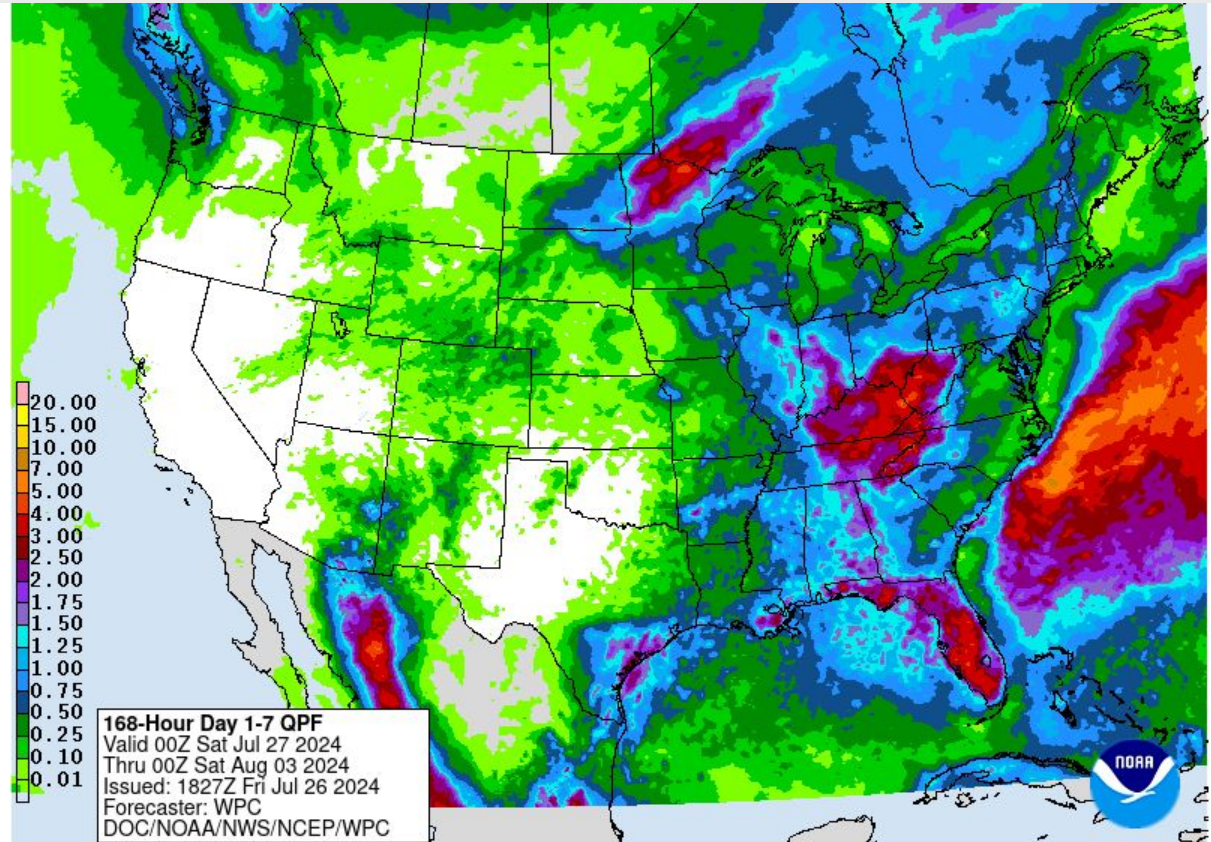 20.00
15.00
10.00
7.00
5.00
4.00
3.00
2.50
2.00
1.75
1.50
1.25
1.00
0.75
0.50
0.25
0.10
0.01
168-Hour Day 1-7 QPF
Valid 00Z Sat Jul 27 2024
Thru 00Z Sat Aug 03 2024
Issued: 1827Z Fri Jul 26 2024
Forecaster: WPC
DOC/NOAA/NWS/NCEP/WPC
NOAA